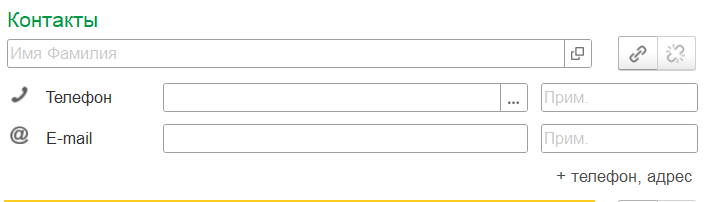 Контакты
Имя Фамилия
Телефон ... Прим.
@ E-mail Прим.
+ телефон, адрес